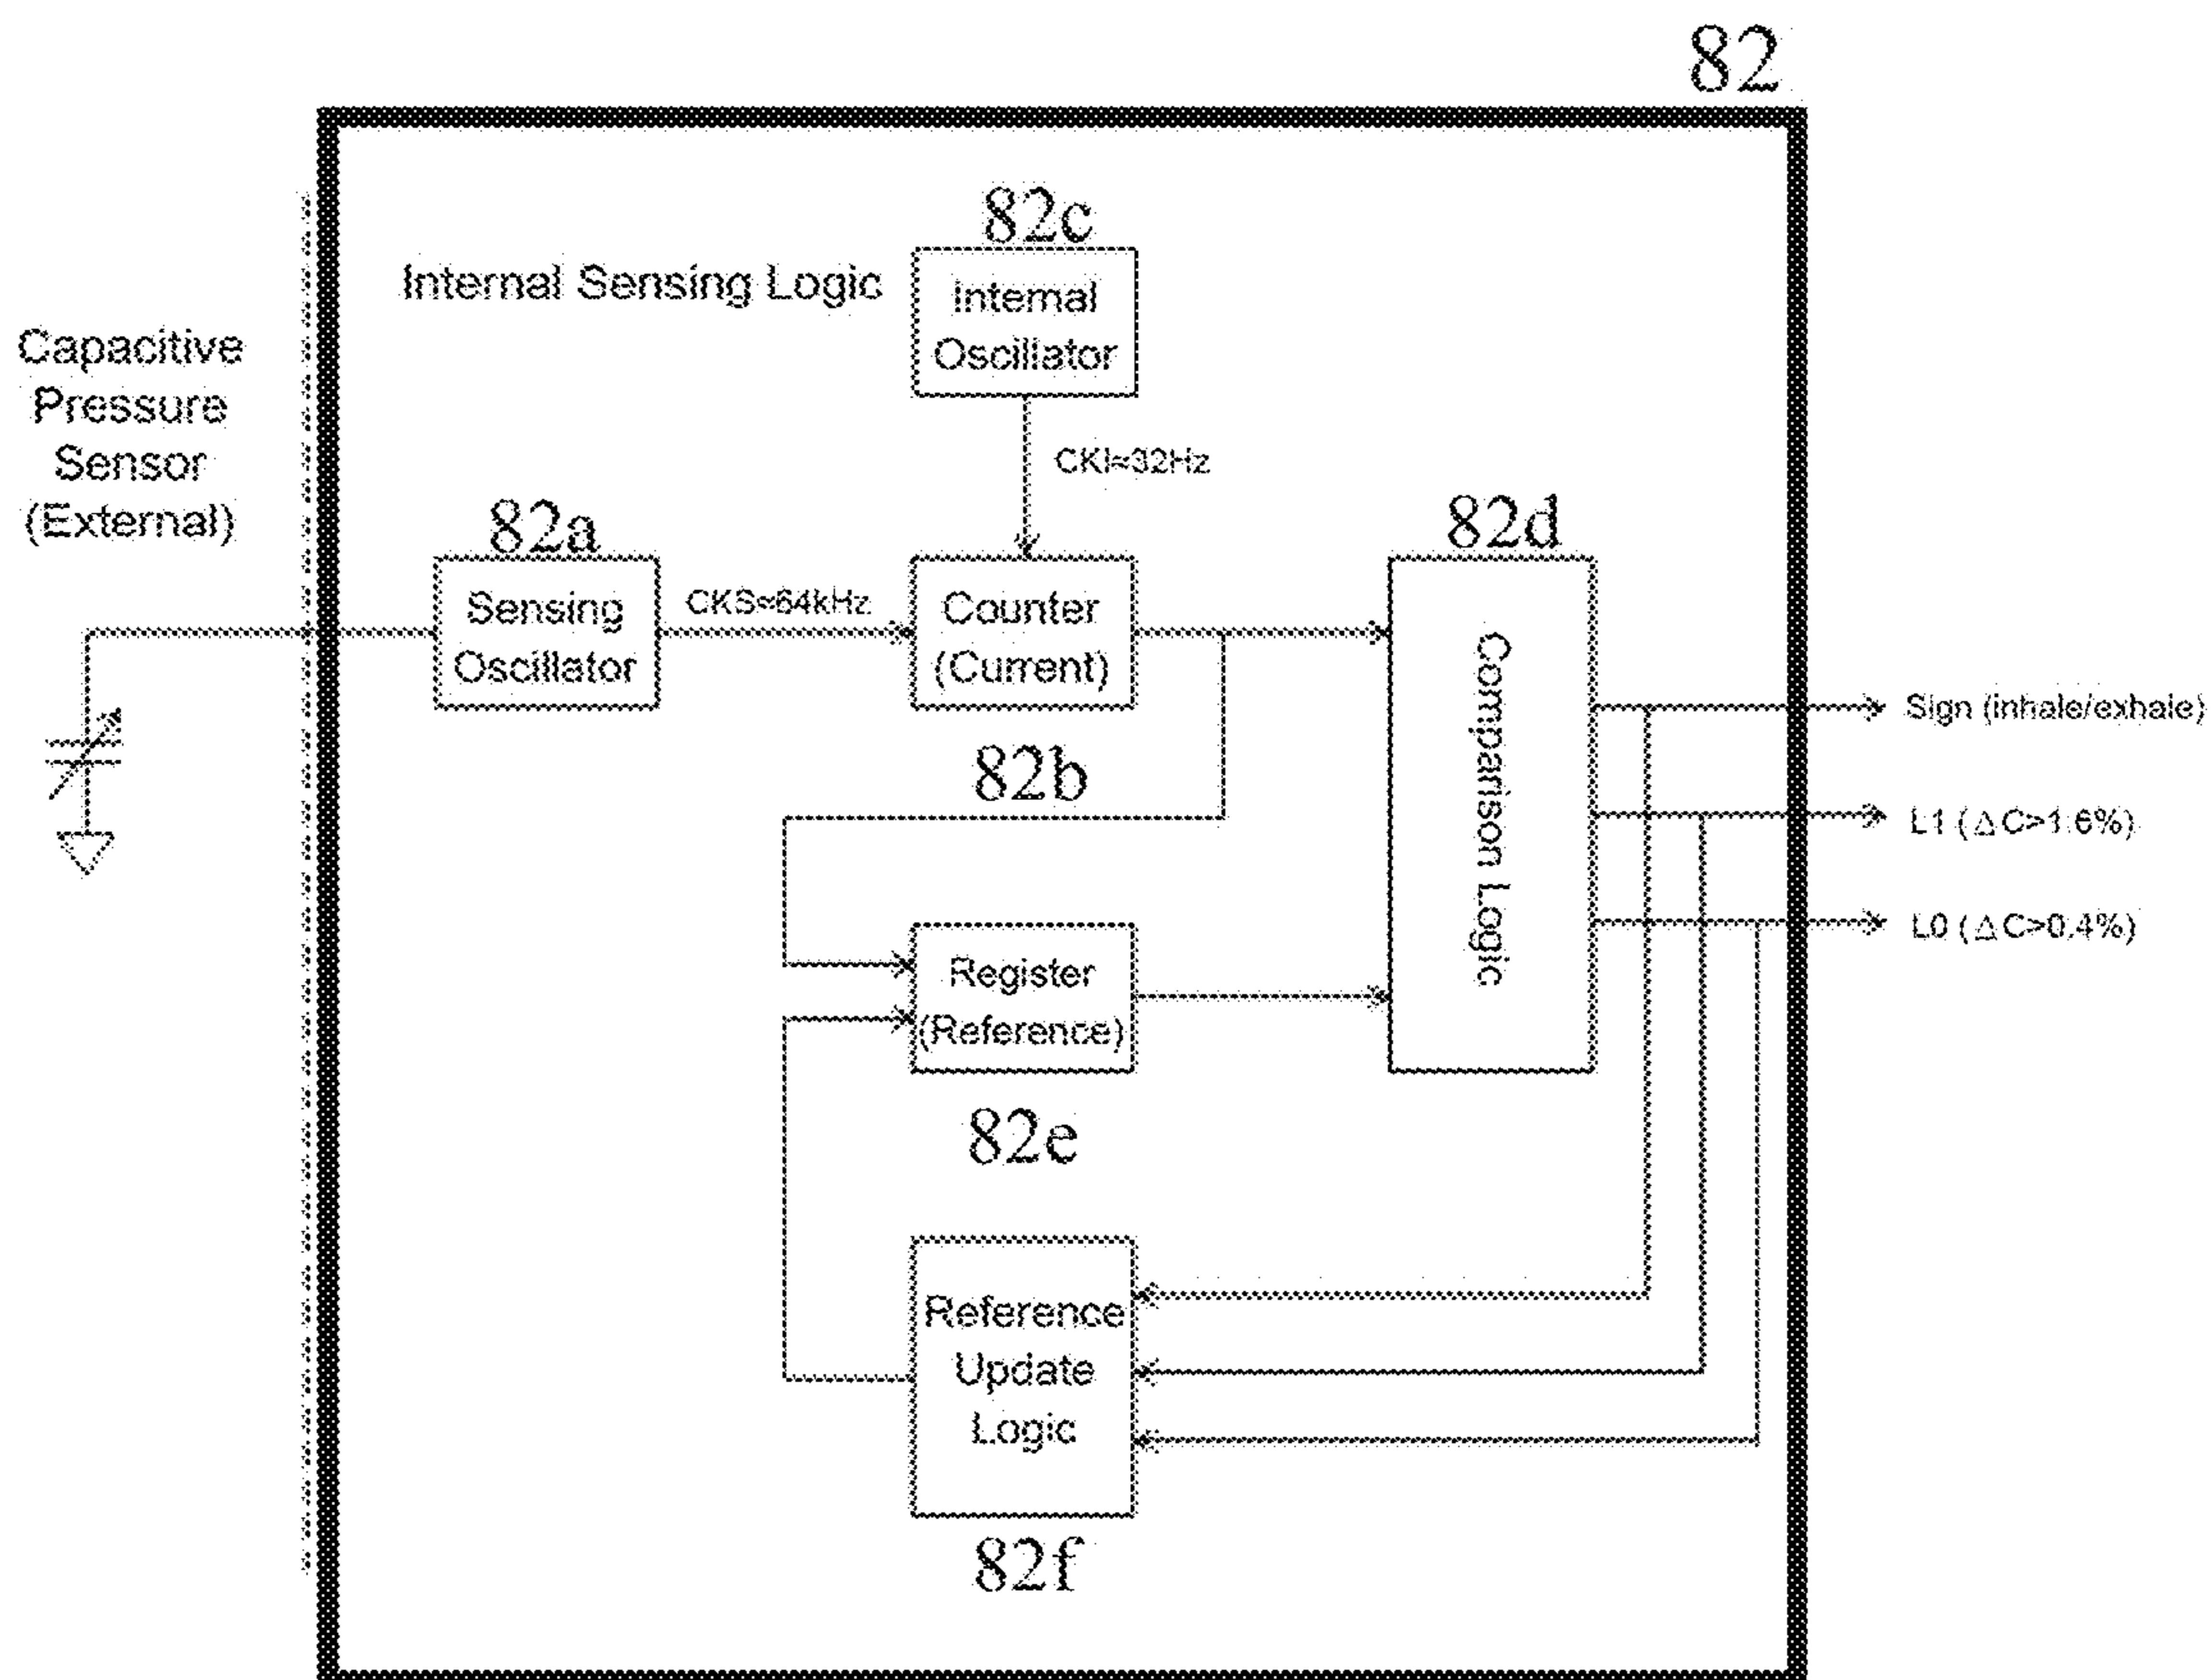 82
82c
Internal Sensing Logic
Internal
Oscillator
Capacitive
Pressure
Sensor
(External)
CKI≈32Hz
82a
82d
Sensing
Oscillator
CKS≈64kHz
Counter
(Current)
Comparison Logic
82b
Sign (inhale/exhale)
L1 (△C>1.6%)
L0 (△C>0.4%)
Register
(Reference)
82e
Reference
Update
Logic
82f